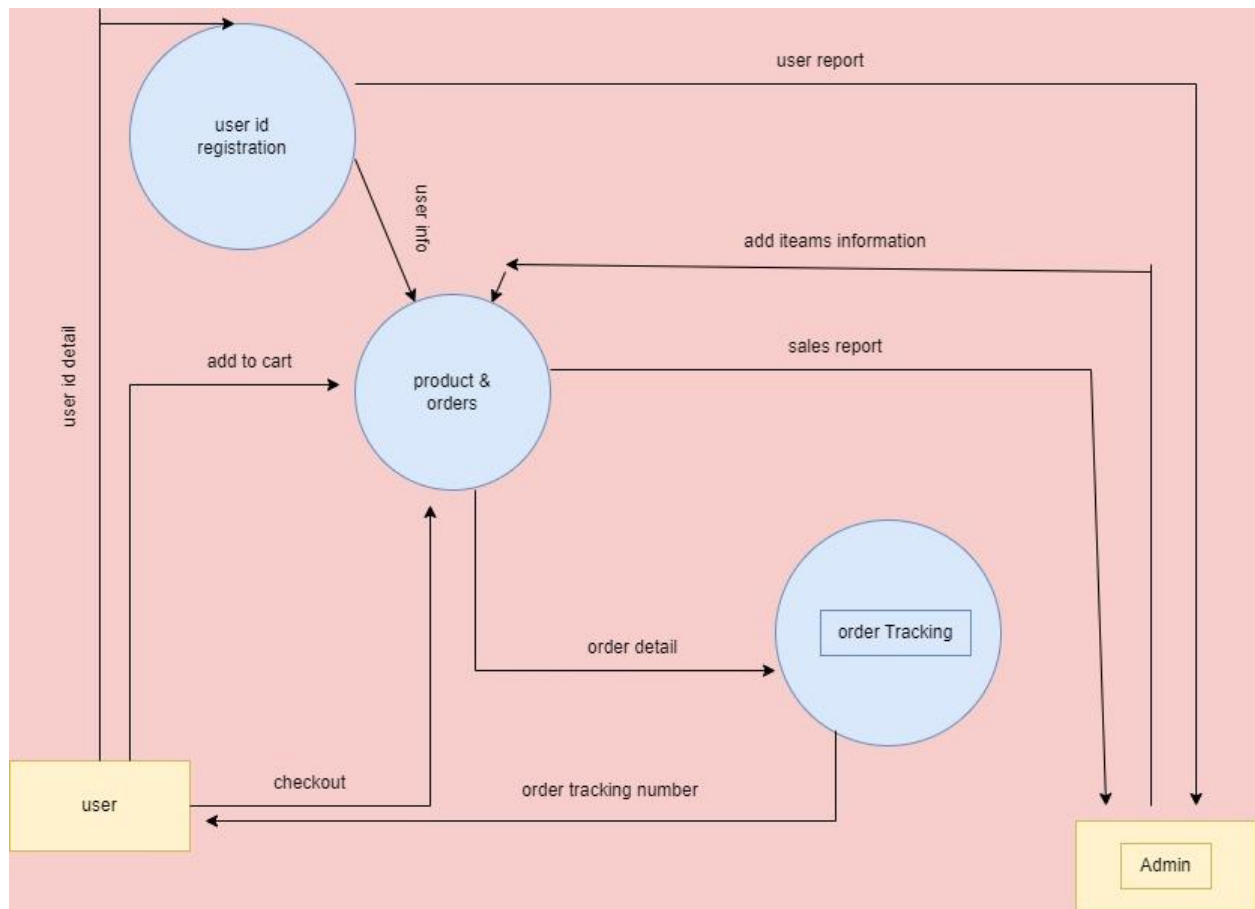 user report
user id
registration
user info
add iteams information
user id detail
add to cart
sales report
product &
orders
order Tracking
order detail
user
checkout
order tracking number
Admin